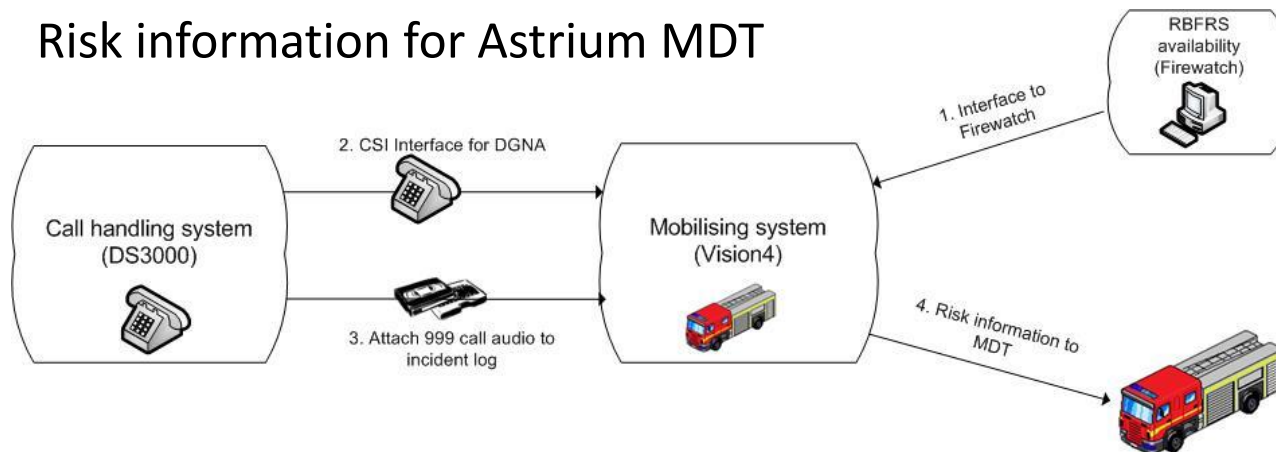 Risk information for Astrium MDT
RBFRS
availability
(Firewatch)
1. Interface to
Firewatch
2. CSI Interface for DGNA
Call handling system
(DS3000)
Mobilising system
(Vision4)
3. Attach 999 call audio to
incident log
4. Risk information to
MDT